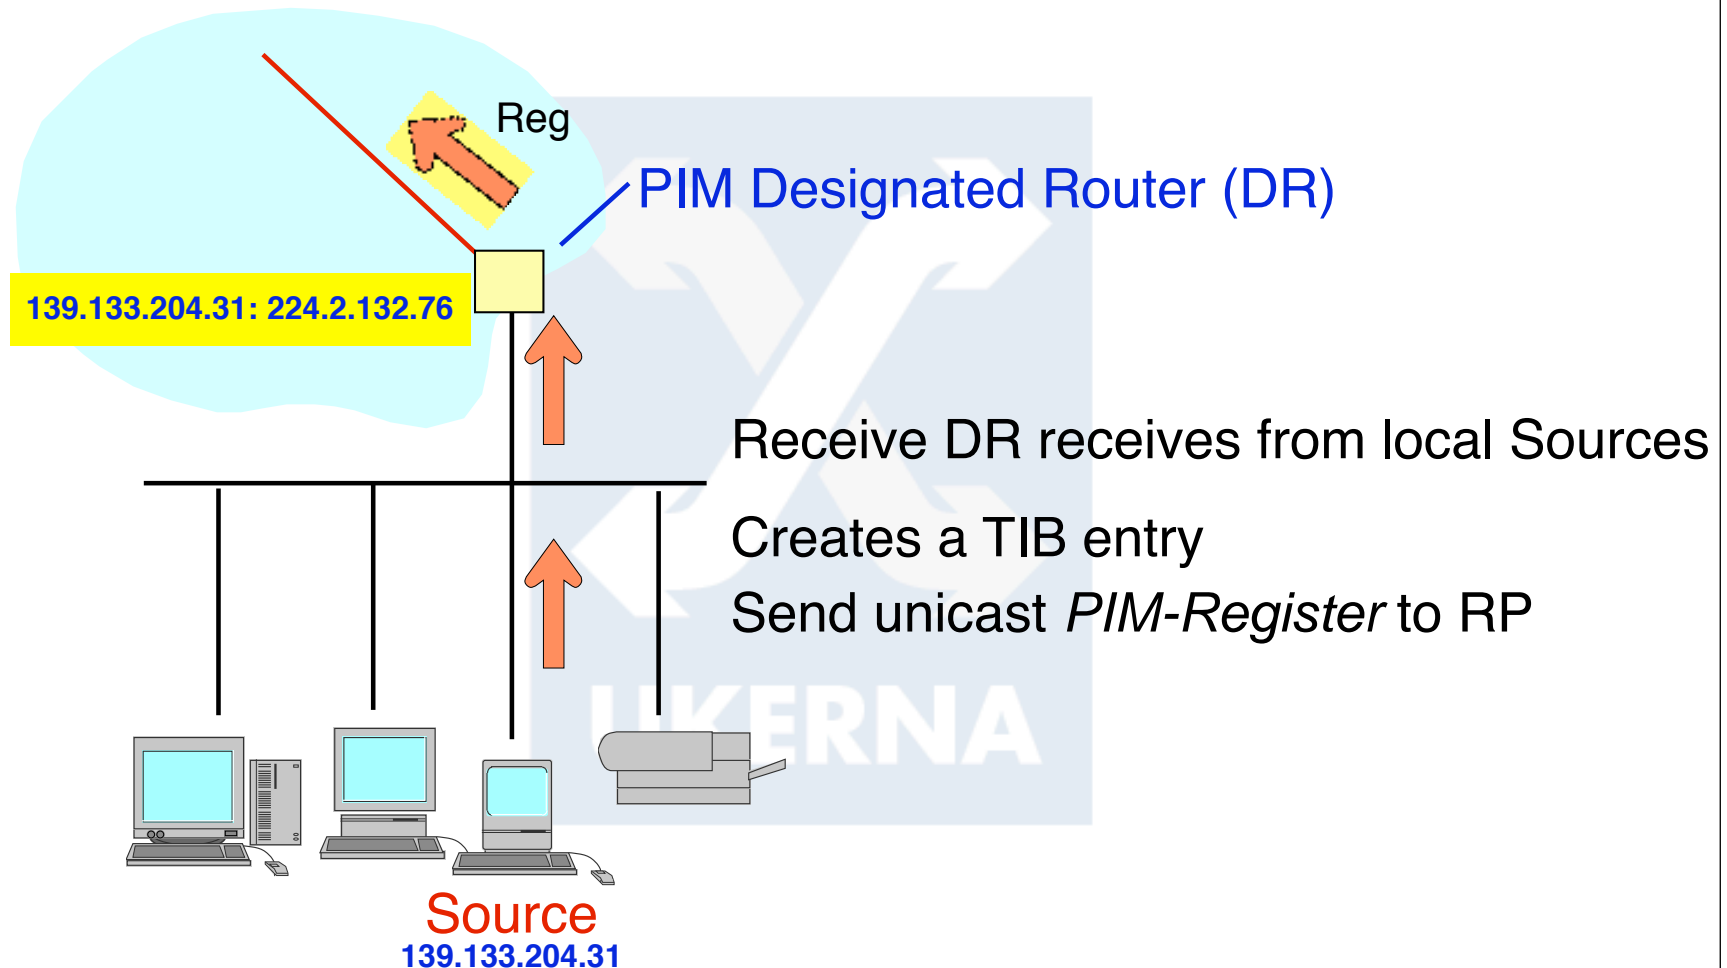 Reg
PIM Designated Router (DR)
139.133.204.31: 224.2.132.76
Receive DR receives from local Sources
Creates a TIB entry
Send unicast PIM-Register to RP
UKERNA
Source
139.133.204.31